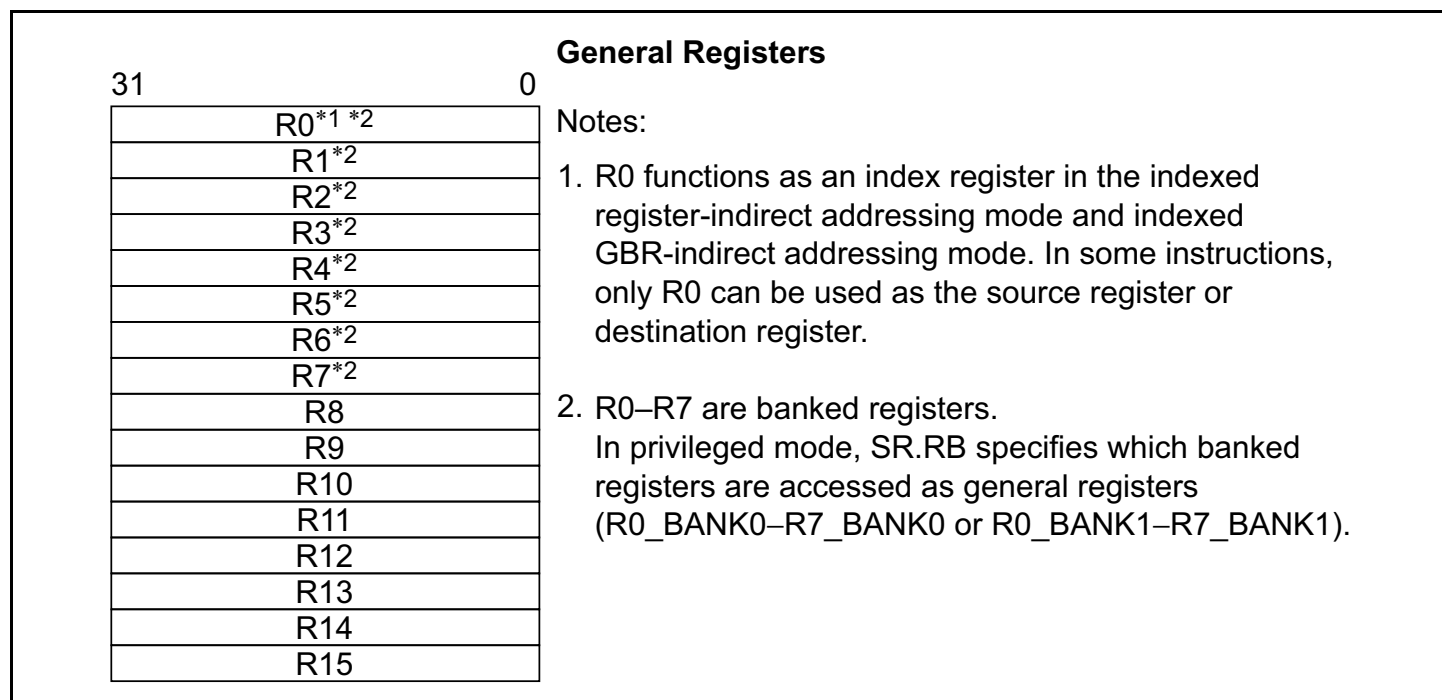 General Registers
31 0
R0*1 *2
R1*2
R2*2
R3*2
R4*2
R5*2
R6*2
R7*2
R8
R9
R10
R11
R12
R13
R14
R15
Notes:
1. R0 functions as an index register in the indexed
register-indirect addressing mode and indexed
GBR-indirect addressing mode. In some instructions,
only R0 can be used as the source register or
destination register.
2. R0–R7 are banked registers.
In privileged mode, SR.RB specifies which banked
registers are accessed as general registers
(R0_BANK0–R7_BANK0 or R0_BANK1–R7_BANK1).